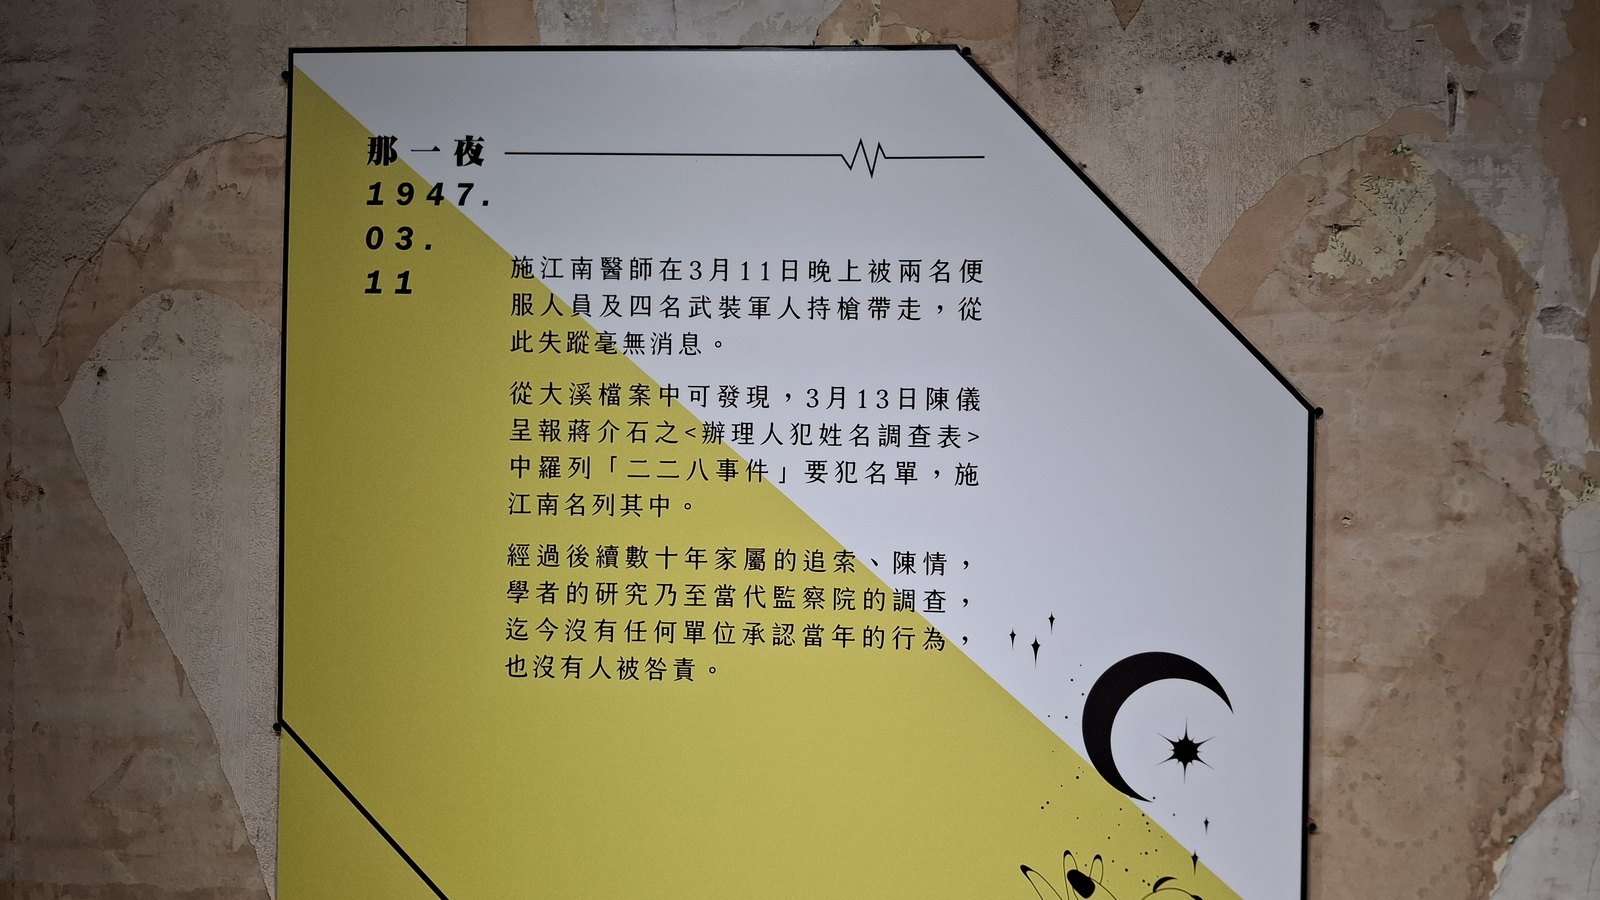 那一夜
1947.
03.
11
施江南醫師在3月11日晚上被兩名便
服人員及四名武裝軍人持槍帶走，從
此失蹤毫無消息。
從大溪檔案中可發現，3月13日陳儀
呈報蔣介石之<辦理人犯姓名調查表>
中羅列「二二八事件」要犯名單，施
江南名列其中。
經過後續數十年家屬的追索、陳情，
學者的研究乃至當代監察院的調查，
迄今沒有任何單位承認當年的行為，
也沒有人被咎責。